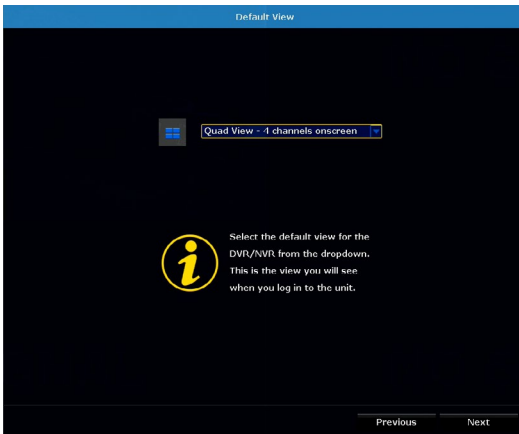 Default View
Quad View - 4 channels onscreen
Select the default view for the
DVR/NVR from the dropdown.
This is the view you will see
when you log in to the unit.
Previous
Next